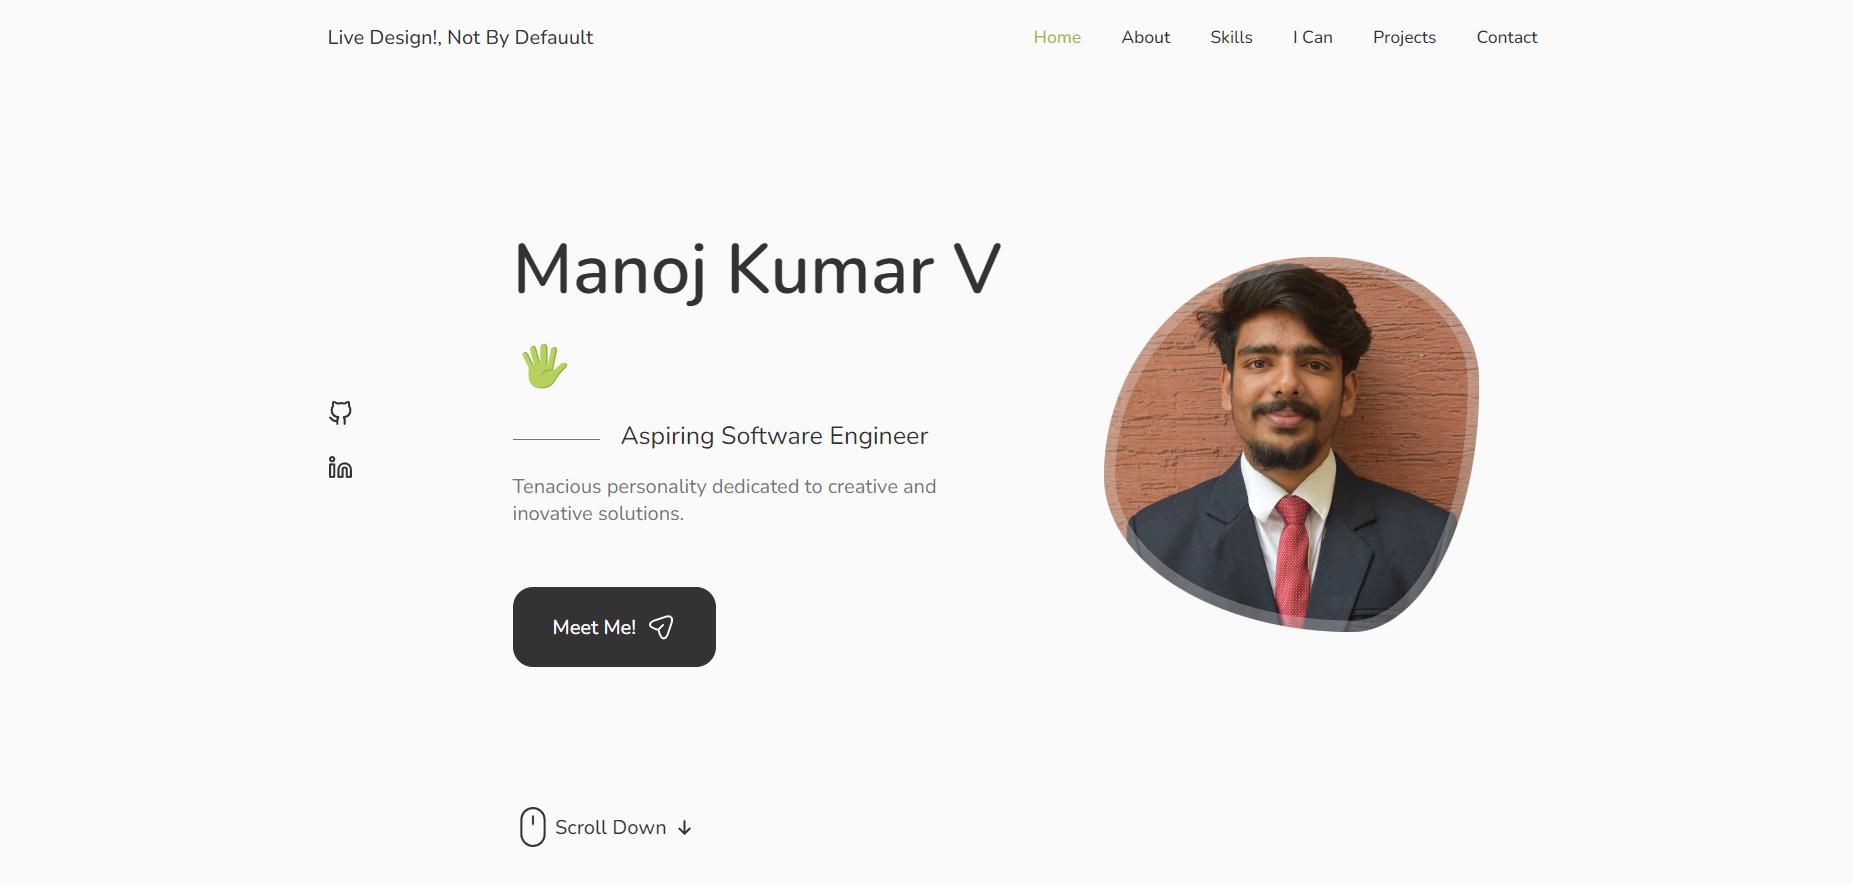 Live Design!, Not By Defauult
Home About Skills I Can Projects Contact
Manoj Kumar V
Aspiring Software Engineer
Tenacious personality dedicated to creative and
inovative solutions.
Meet Me!
Scroll Down